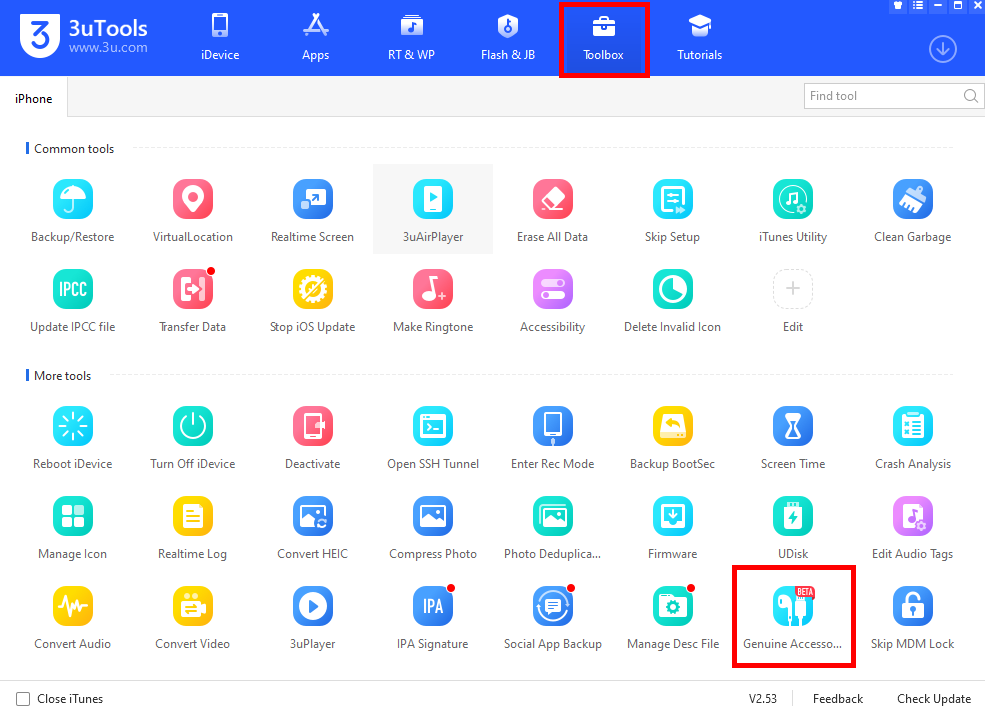 3 3uTools
www.3u.com
iDevice
Apps
RT & WP
Flash & JB
Toolbox
Tutorials
iPhone
Find tool
Common tools
Backup/Restore
VirtualLocation
Realtime Screen
3uAirPlayer
Erase All Data
Skip Setup
iTunes Utility
Clean Garbage
IPCC
Update IPCC file
Transfer Data
Stop iOS Update
Make Ringtone
Accessibility
Delete Invalid Icon
Edit
More tools
Reboot iDevice
Turn Off iDevice
Deactivate
Open SSH Tunnel
Enter Rec Mode
Backup BootSec
Screen Time
Crash Analysis
Manage Icon
Realtime Log
Convert HEIC
Compress Photo
Photo Deduplica...
Firmware
UDisk
Edit Audio Tags
IPA
BETA
Convert Audio
Convert Video
3uPlayer
IPA Signature
Social App Backup
Manage Desc File
Genuine Accesso...
Skip MDM Lock
Close iTunes
V2.53
Feedback
Check Update